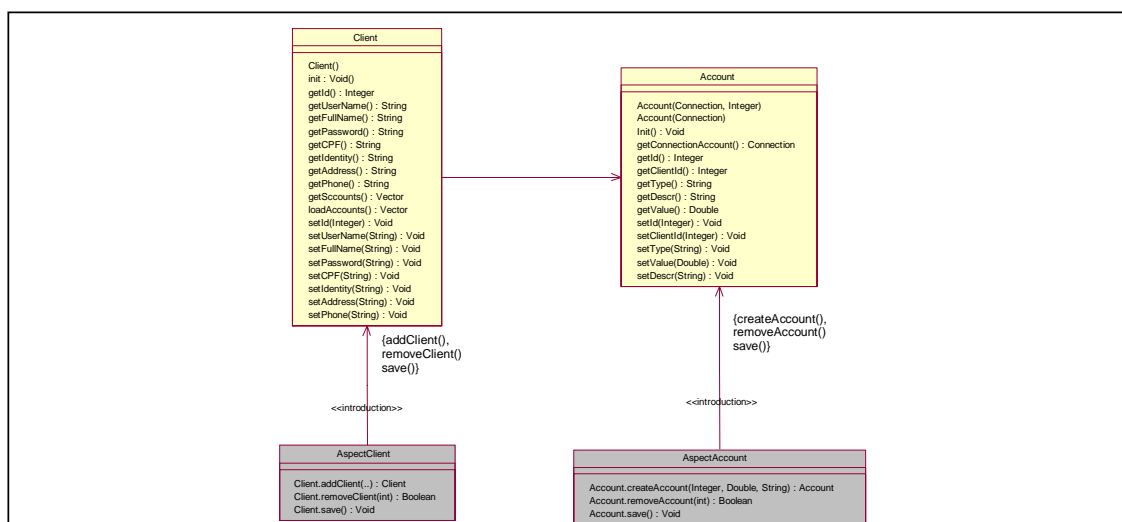 Client
Client()
init : Void()
getId() : Integer
getUserName() : String
getFullName() : String
getPassword() : String
getCPF() : String
getIdentity() : String
getAddress() : String
getPhone() : String
getSccounts() : Vector
loadAccounts() : Vector
setId(Integer) : Void
setUserName(String) : Void
setFullName(String) : Void
setPassword(String) : Void
setCPF(String) : Void
setIdentity(String) : Void
setAddress(String) : Void
setPhone(String) : Void
Account
Account(Connection, Integer)
Account(Connection)
Init() : Void
getConnectionAccount() : Connection
getId() : Integer
getClientId() : Integer
getType() : String
getDescr() : String
getValue() : Double
setId(Integer) : Void
setClientId(Integer) : Void
setType(String) : Void
setValue(Double) : Void
setDescr(String) : Void
{addClient(),
removeClient()
save()}
<<introduction>>
{createAccount(),
removeAccount()
save()}
<<introduction>>
AspectClient
Client.addClient(..) : Client
Client.removeClient(int) : Boolean
Client.save() : Void
AspectAccount
Account.createAccount(Integer, Double, String) : Account
Account.removeAccount(int) : Boolean
Account.save() : Void